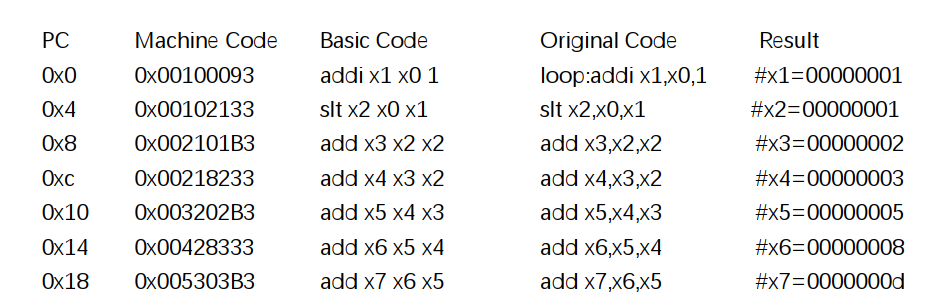 PC Machine Code Basic Code Original Code Result
0x0 0x00100093 addi x1 x0 1 loop:addi x1,x0,1 #x1=00000001
0x4 0x00102133 slt x2 x0 x1 slt x2,x0,x1 #x2=00000001
0x8 0x002101B3 add x3 x2 x2 add x3,x2,x2 #x3=00000002
0xc 0x00218233 add x4 x3 x2 add x4,x3,x2 #x4=00000003
0x10 0x003202B3 add x5 x4 x3 add x5,x4,x3 #x5=00000005
0x14 0x00428333 add x6 x5 x4 add x6,x5,x4 #x6=00000008
0x18 0x005303B3 add x7 x6 x5 add x7,x6,x5 #x7=0000000d